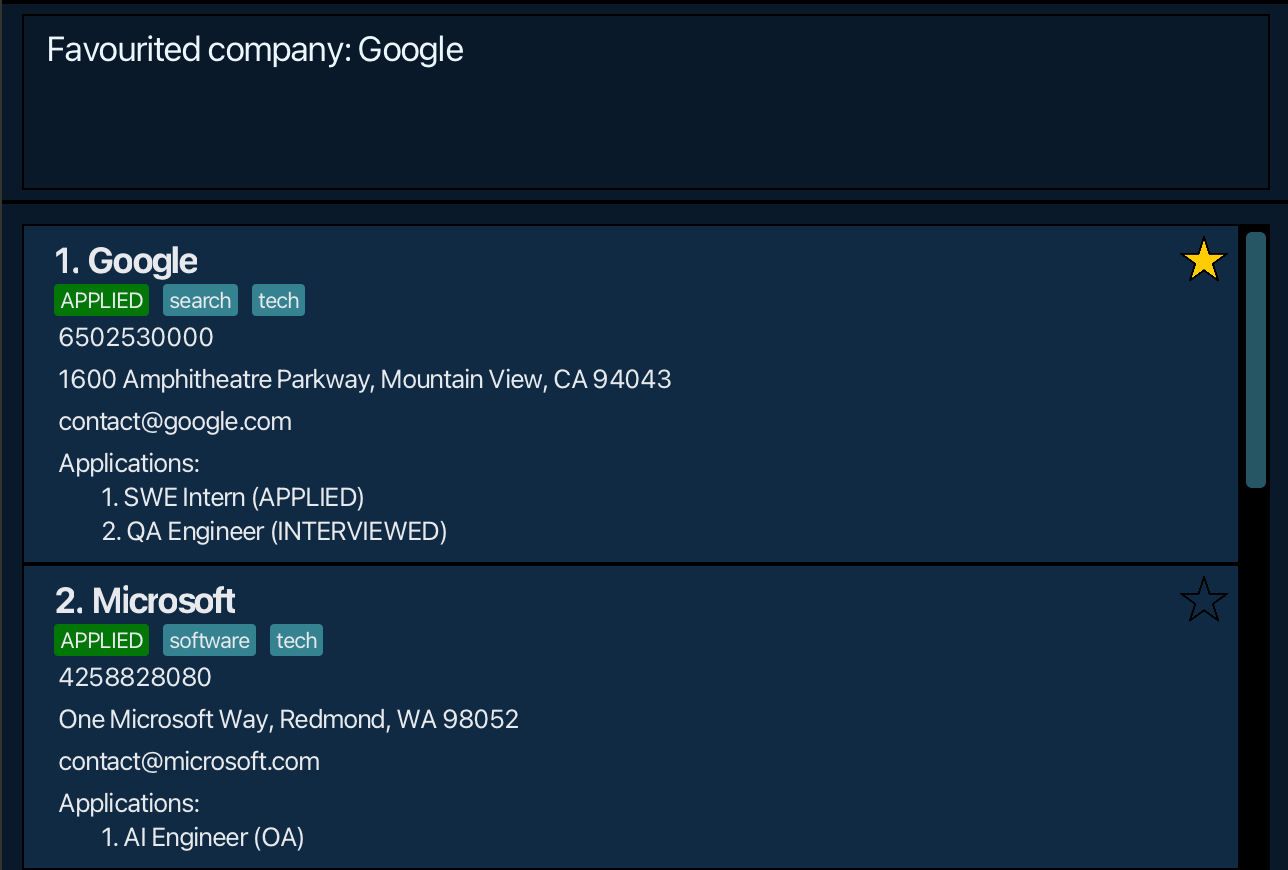 Favourited company: Google
1. Google
APPLIED search tech
6502530000
1600 Amphitheatre Parkway, Mountain View, CA 94043
contact@google.com
Applications:
1. SWE Intern (APPLIED)
2. QA Engineer (INTERVIEWED)
2. Microsoft
APPLIED software tech
4258828080
One Microsoft Way, Redmond, WA 98052
contact@microsoft.com
Applications:
1. AI Engineer (OA)